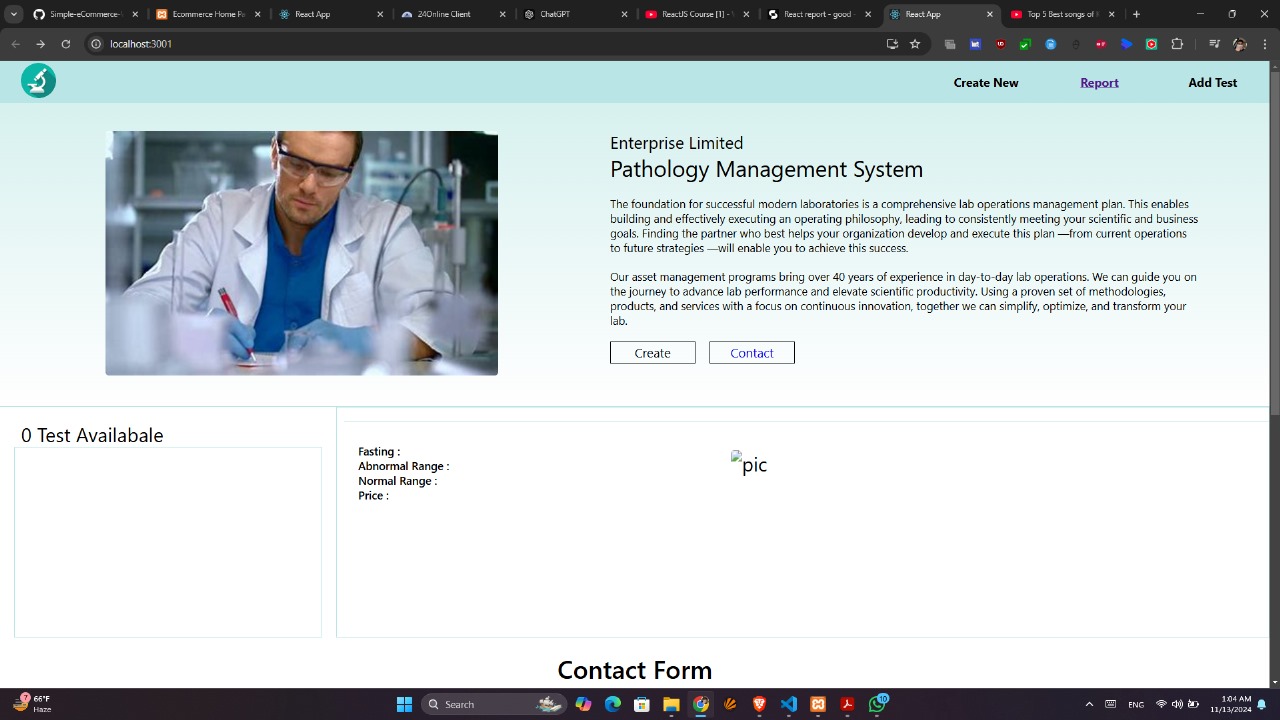 Simple-eCommerce-
Ecommerce Home Pa
React App
24Online Client
ChatGPT
ReactJS Course [1] -
React report - good
React App
Top 5 Best songs of
localhost:3001
Create New
Report
Add Test
Enterprise Limited
Pathology Management System
The foundation for successful modern laboratories is a comprehensive lab operations management plan. This enables
building and effectively executing an operating philosophy, leading to consistently meeting your scientific and business
goals. Finding the partner who best helps your organization develop and execute this plan —from current operations
to future strategies —will enable you to achieve this success.
Our asset management programs bring over 40 years of experience in day-to-day lab operations. We can guide you on
the journey to advance lab performance and elevate scientific productivity. Using a proven set of methodologies,
products, and services with a focus on continuous innovation, together we can simplify, optimize, and transform your
lab.
Create
Contact
0 Test Availabale
Fasting :
Abnormal Range :
Normal Range :
Price :
pic
Contact Form
7
66°F
Haze
Search
10
ENG
1:04 AM
11/13/2024